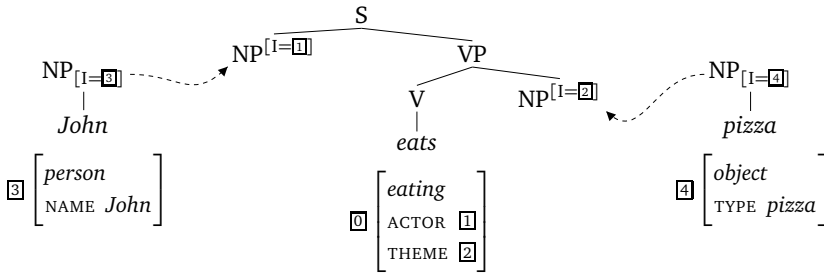 S
NP[I=1] VP
NP[I=3] NP[I=4]
V NP[I=2]
John eats pizza
3 person
NAME John
0 eating
ACTOR 1
THEME 2
4 object
TYPE pizza